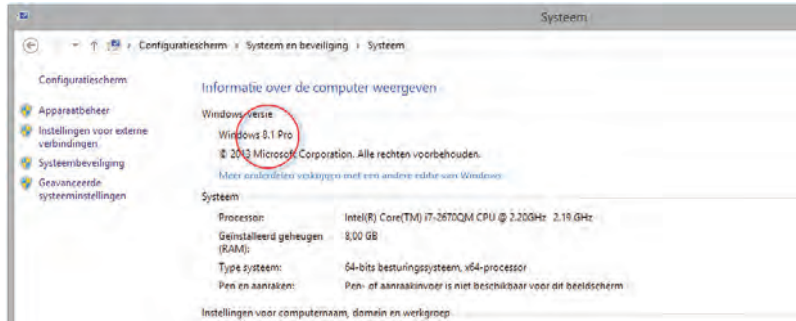 Systeem
Configuratiescherm › Systeem en beveiliging › Systeem
Configuratiescherm
Apparaatbeheer
Instellingen voor externe
verbindingen
Systeembeveiliging
Geavanceerde
systeeminstellingen
Informatie over de computer weergeven
Windows-versie
Windows 8.1 Pro
© 2013 Microsoft Corporation. Alle rechten voorbehouden.
Meer onderdelen verkopen met een andere editie van Windows
Systeem
Processor: Intel(R) Core(TM) i7-2670QM CPU @ 2.20GHz 2.19 GHz
Geïnstalleerd geheugen
(RAM): 8,00 GB
Type systeem: 64-bits besturingssysteem, x64-processor
Pen en aanraken: Pen- of aanraakinvoer is niet beschikbaar voor dit beeldscherm
Instellingen voor computernaam, domein en werkgroep